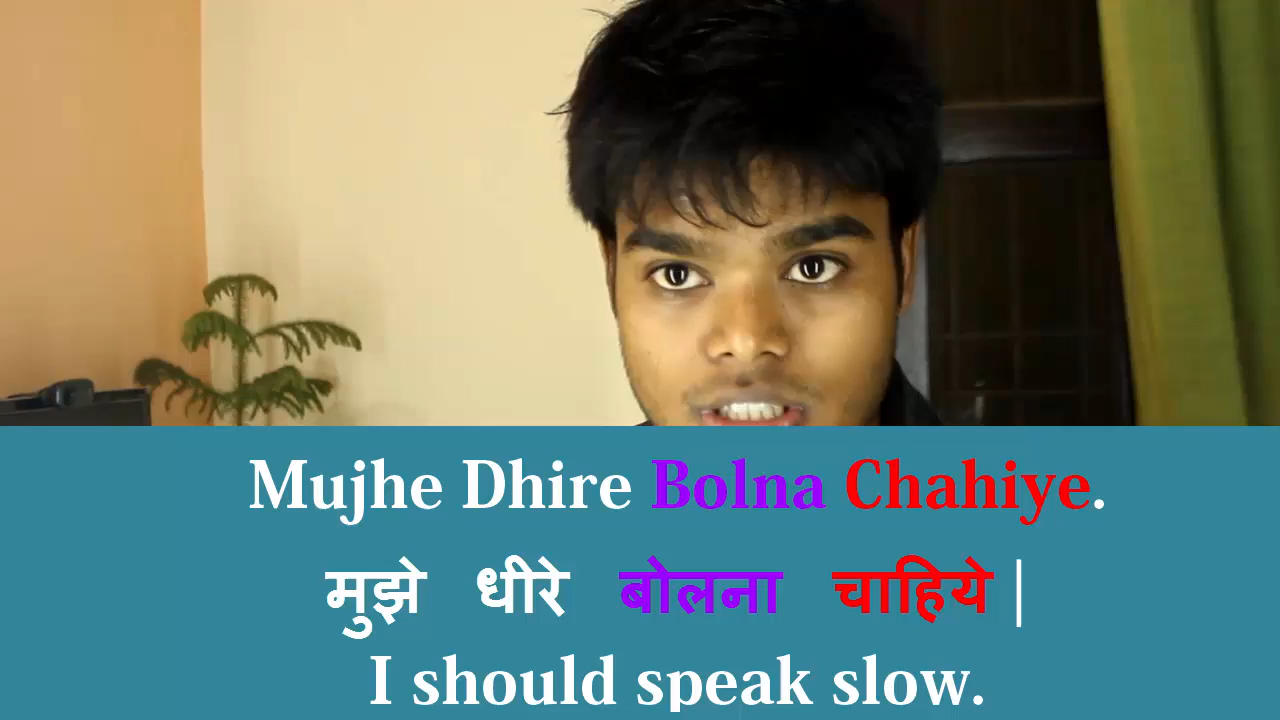 Mujhe Dhire Bolna Chahiye.
मुझे धीरे बोलना चाहिये |
I should speak slow.